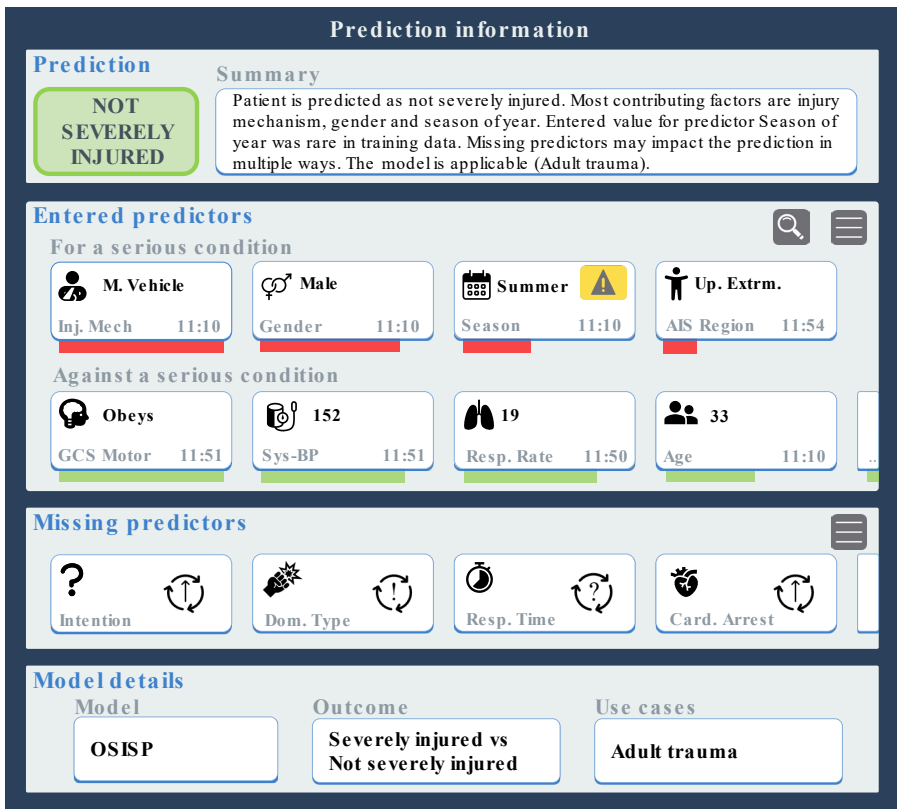 Prediction information
Prediction
Summary
NOT
SEVERELY
INJURED
Patient is predicted as not severely injured. Most contributing factors are injury
mechanism, gender and season of year. Entered value for predictor Season of
year was rare in training data. Missing predictors may impact the prediction in
multiple ways. The model is applicable (Adult trauma).
Entered predictors
For a serious condition
M. Vehicle
Inj. Mech 11:10
Male
Gender 11:10
Summer
Season 11:10
Up. Extrm.
AIS Region 11:54
Against a serious condition
Obeys
GCS Motor 11:51
152
Sys-BP 11:51
19
Resp. Rate 11:50
33
Age 11:10
..
Missing predictors
?
Intention
!
Dom. Type
?
Resp. Time
Card. Arrest
Model details
Model
OSISP
Outcome
Severely injured vs
Not severely injured
Use cases
Adult trauma